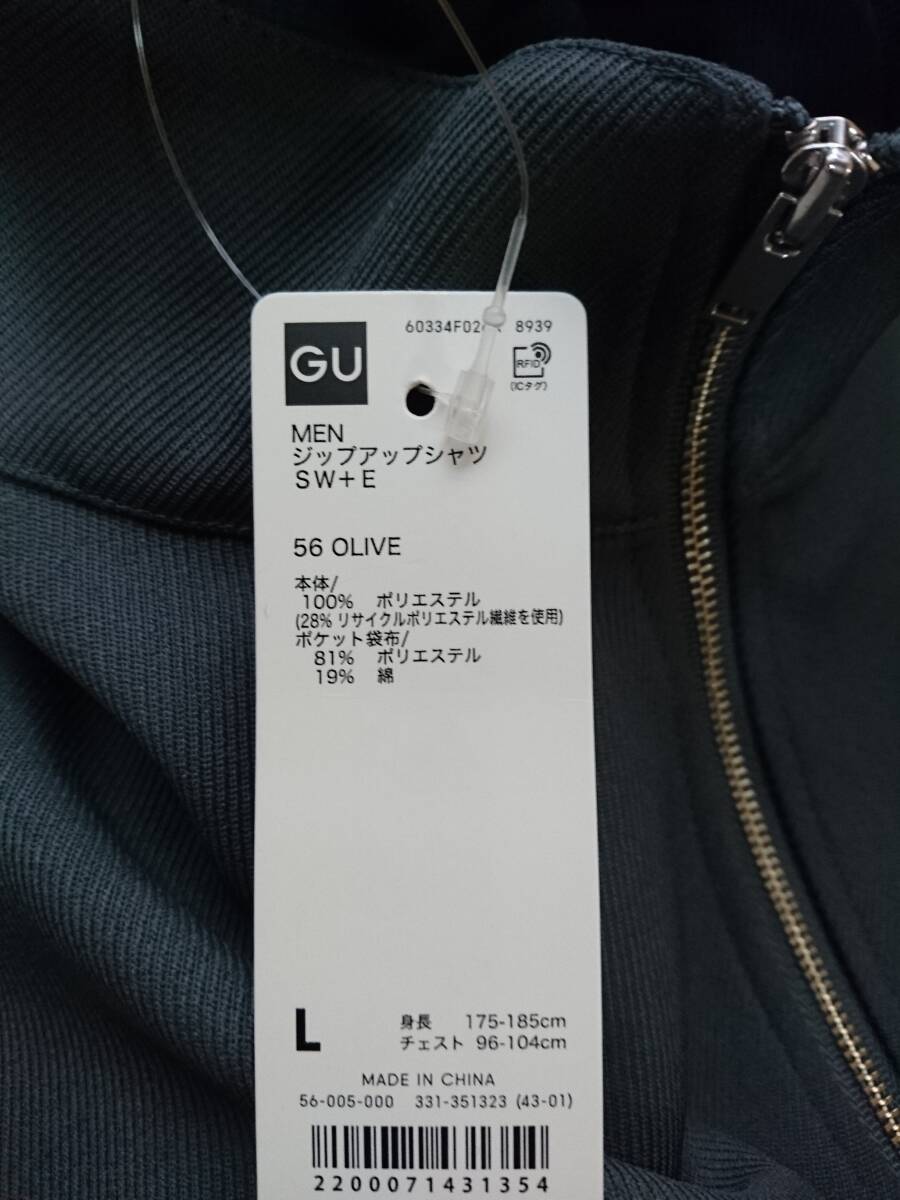 60334F02 8939
GU
RFID
(ICタグ)
MEN
ジップアップシャツ
SW+E
56 OLIVE
本体/
100% ポリエステル
(28% リサイクルポリエステル繊維を使用)
ポケット袋布/
81% ポリエステル
19% 綿
L
身長 175-185cm
チェスト 96-104cm
MADE IN CHINA
56-005-000 331-351323 (43-01)
2200071431354